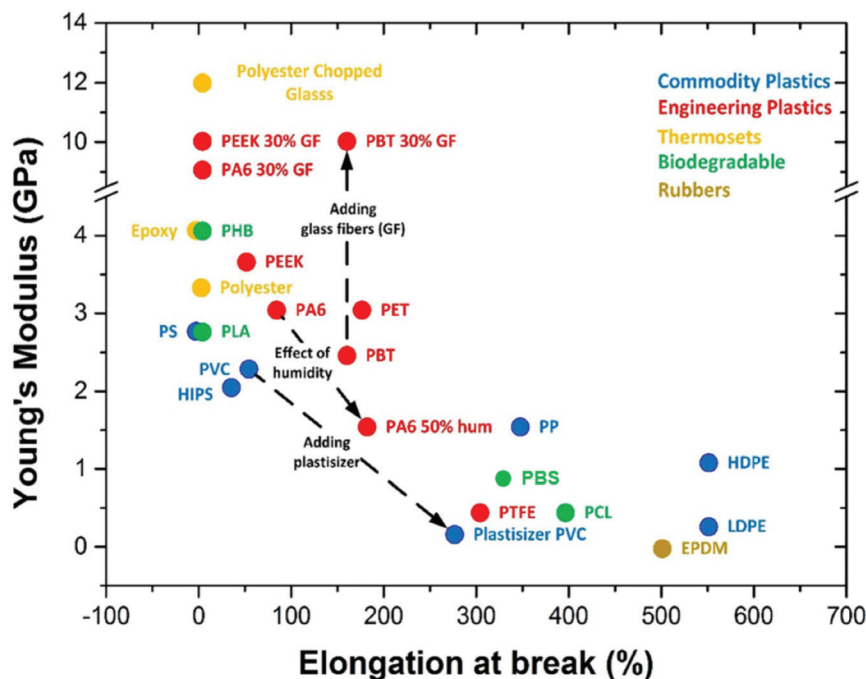 14
12
10
4
3
2
1
0
Young's Modulus (GPa)
Polyester Chopped
Glasss
Commodity Plastics
Engineering Plastics
Thermosets
Biodegradable
Rubbers
PEEK 30% GF
PBT 30% GF
PA6 30% GF
Adding
glass fibers (GF)
Epoxy
PHB
PEEK
Polyester
PA6
PET
PS
PLA
Effect of
humidity
PBT
PVC
HIPS
PA6 50% hum
PP
Adding
plastisizer
HDPE
PBS
PTFE
PCL
LDPE
Plastisizer PVC
EPDM
-100 0 100 200 300 400 500 600 700
Elongation at break (%)